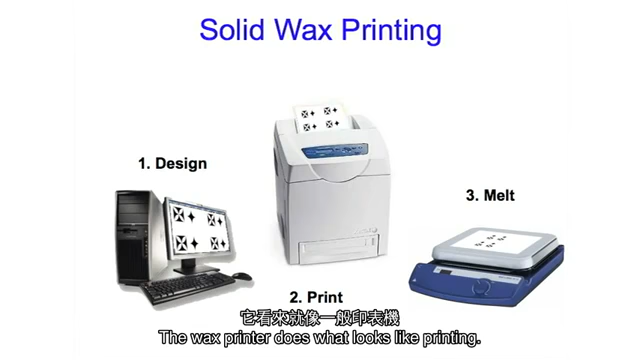 Solid Wax Printing
1. Design
3. Melt
2. Print
它看來就像一般印表機
The wax printer does what looks like printing.